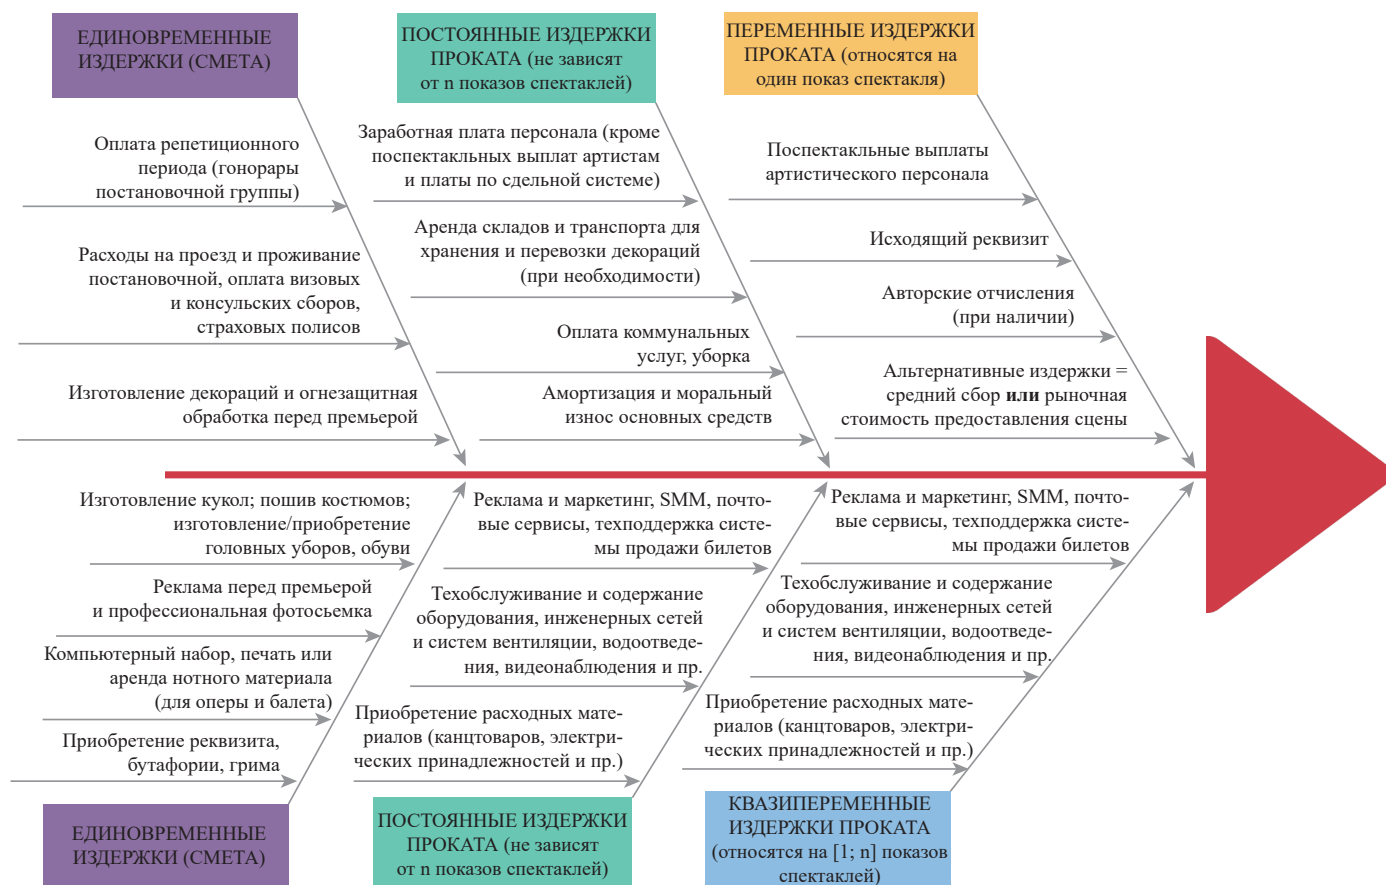 ЕДИНОВРЕМЕННЫЕ
ИЗДЕРЖКИ (СМЕТА)
Оплата репетиционного
периода (гонорары
постановочной группы)
Расходы на проезд и проживание
постановочной, оплата визовых
и консульских сборов,
страховых полисов
Изготовление декораций и огнезащитная
обработка перед премьерой
ПОСТОЯННЫЕ ИЗДЕРЖКИ
ПРОКАТА (не зависят
от n показов спектаклей)
Заработная плата персонала (кроме
поспектакльных выплат артистам
и платы по сдельной системе)
Аренда складов и транспорта для
хранения и перевозки декораций
(при необходимости)
Оплата коммунальных
услуг, уборка
Амортизация и моральный
износ основных средств
ПЕРЕМЕННЫЕ ИЗДЕРЖКИ
ПРОКАТА (относятся на
один показ спектакля)
Поспектакльные выплаты
артистического персонала
Исходящий реквизит
Авторские отчисления
(при наличии)
Альтернативные издержки =
средний сбор или рыночная
стоимость предоставления сцены
Изготовление кукол; пошив костюмов;
изготовление/приобретение
головных уборов, обуви
Реклама перед премьерой
и профессиональная фотосьемка
Компьютерный набор, печать или
аренда нотного материала
(для оперы и балета)
Приобретение реквизита,
бутафории, грима
ЕДИНОВРЕМЕННЫЕ
ИЗДЕРЖКИ (СМЕТА)
Реклама и маркетинг, SMM, почто-
вые сервисы, техподдержка систе-
мы продажи билетов
Техобслуживание и содержание
оборудования, инженерных сетей
и систем вентиляции, водоотведе-
ния, видеонаблюдения и пр.
Приобретение расходных мате-
риалов (канцтоваров, электри-
ческих принадлежностей и пр.)
ПОСТОЯННЫЕ ИЗДЕРЖКИ
ПРОКАТА (не зависят
от n показов спектаклей)
Реклама и маркетинг, SMM, почто-
вые сервисы, техподдержка систе-
мы продажи билетов
Техобслуживание и содержание
оборудования, инженерных сетей
и систем вентиляции, водоотведе-
ния, видеонаблюдения и пр.
Приобретение расходных мате-
риалов (канцтоваров, электри-
ческих принадлежностей и пр.)
КВАЗИПЕРЕМЕННЫЕ
ИЗДЕРЖКИ ПРОКАТА
(относятся на [1; n] показов
спектаклей)